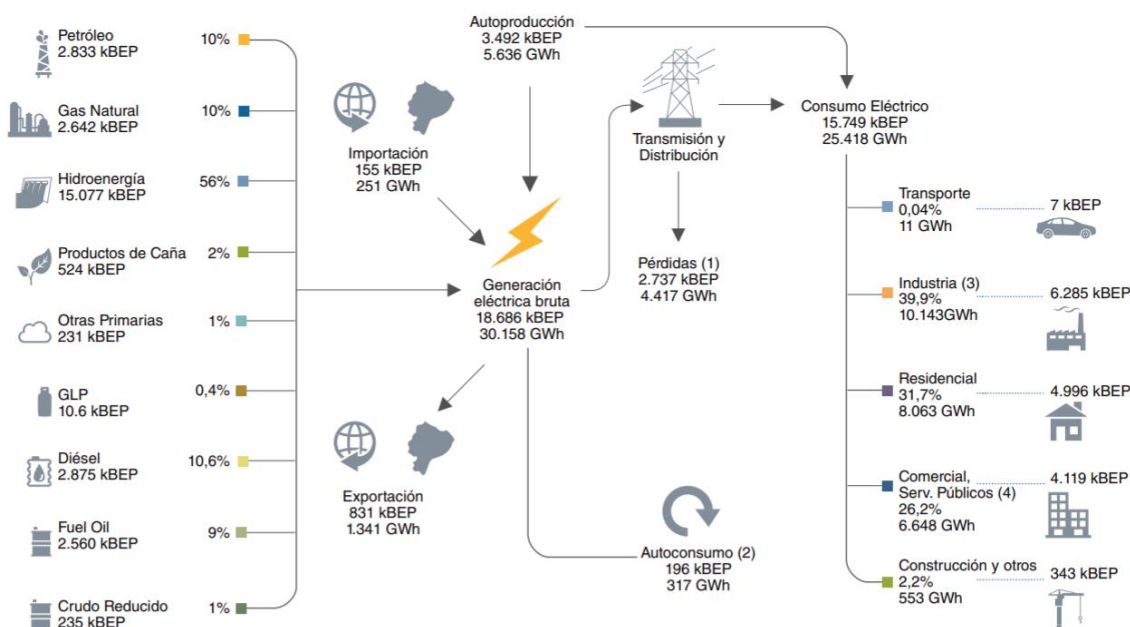 Petróleo
2.833 kBEP
10%
Gas Natural
2.642 kBEP
10%
Hidroenergía
15.077 kBEP
56%
Productos de Caña
524 kBEP
2%
Otras Primarias
231 kBEP
1%
GLP
10.6 kBEP
0,4%
Diésel
2.875 kBEP
10,6%
Fuel Oil
2.560 kBEP
9%
Crudo Reducido
235 kBEP
1%
Importación
155 kBEP
251 GWh
Autoproducción
3.492 kBEP
5.636 GWh
Generación
eléctrica bruta
18.686 kBEP
30.158 GWh
Exportación
831 kBEP
1.341 GWh
Transmisión y
Distribución
Pérdidas (1)
2.737 kBEP
4.417 GWh
Autoconsumo (2)
196 kBEP
317 GWh
Consumo Eléctrico
15.749 kBEP
25.418 GWh
Transporte
0,04%
11 GWh
7 kBEP
Industria (3)
39,9%
10.143GWh
6.285 kBEP
Residencial
31,7%
8.063 GWh
4.996 kBEP
Comercial,
Serv. Públicos (4)
26,2%
6.648 GWh
4.119 kBEP
Construcción y otros
2,2%
553 GWh
343 kBEP